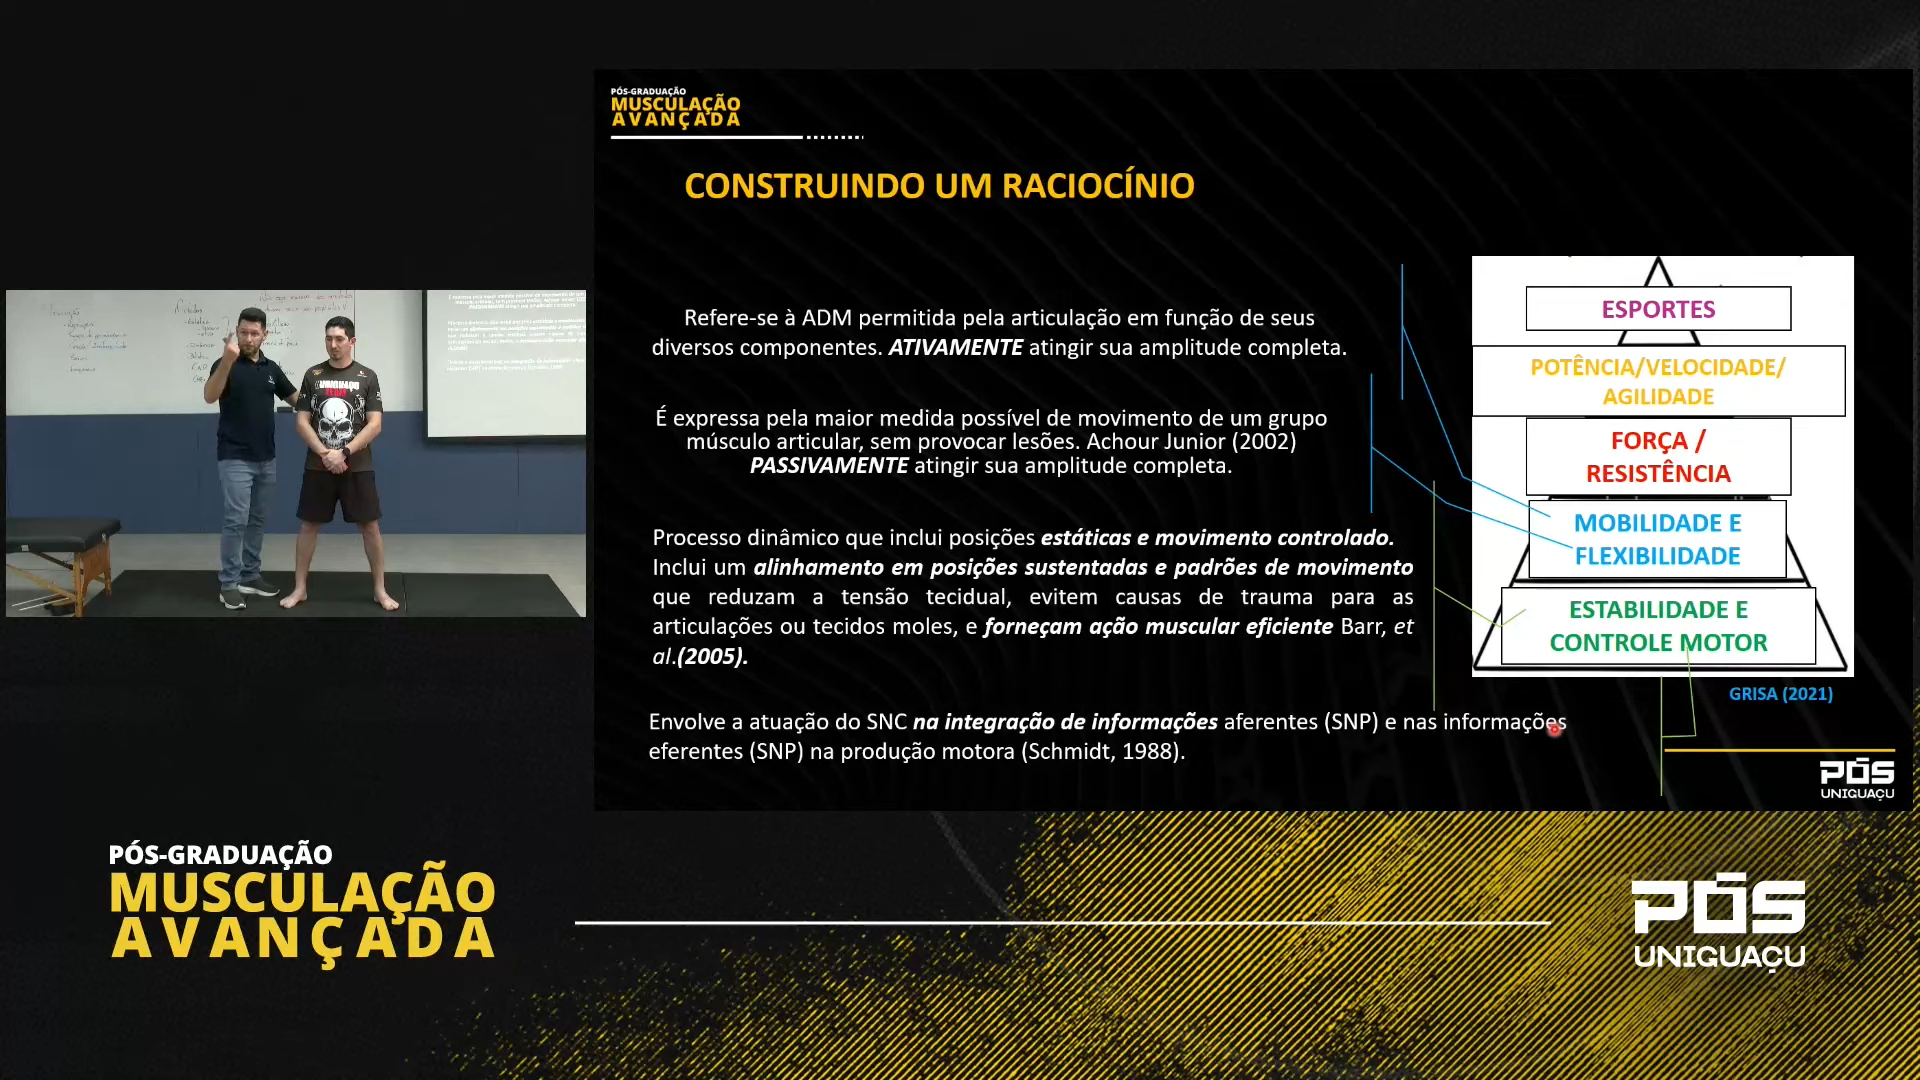 PÓS-GRADUAÇÃO
MUSCULAÇÃO
AVANÇADA
CONSTRUINDO UM RACIOCÍNIO
Refere-se à ADM permitida pela articulação em função de seus
diversos componentes. ATIVAMENTE atingir sua amplitude completa.
É expressa pela maior medida possível de movimento de um grupo
músculo articular, sem provocar lesões. Achour Junior (2002)
PASSIVAMENTE atingir sua amplitude completa.
Processo dinâmico que inclui posições estáticas e movimento controlado.
Inclui um alinhamento em posições sustentadas e padrões de movimento
que reduzam a tensão tecidual, evitem causas de trauma para as
articulações ou tecidos moles, e forneçam ação muscular eficiente Barr, et
al.(2005).
Envolve a atuação do SNC na integração de informações aferentes (SNP) e nas informações
eferentes (SNP) na produção motora (Schmidt, 1988).
ESPORTES
POTÊNCIA/VELOCIDADE/
AGILIDADE
FORÇA /
RESISTÊNCIA
MOBILIDADE E
FLEXIBILIDADE
ESTABILIDADE E
CONTROLE MOTOR
GRISA (2021)
PÓS
UNIGUAÇU
PÓS-GRADUAÇÃO
MUSCULAÇÃO
AVANÇADA
PÓS
UNIGUAÇU